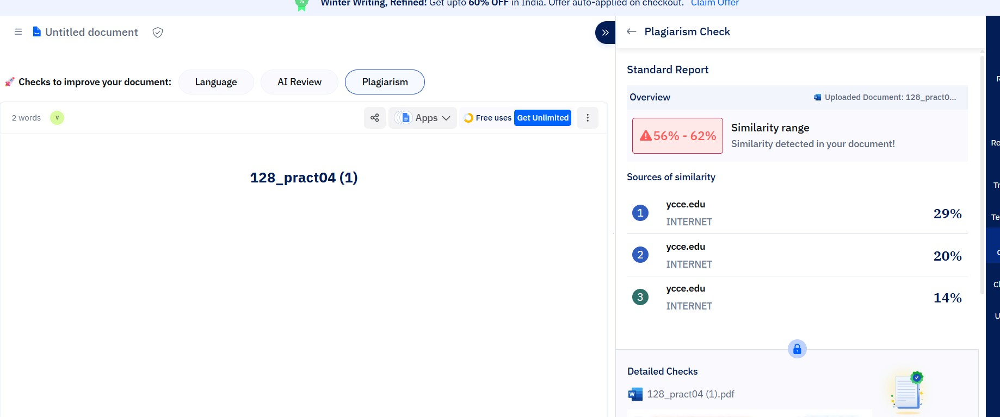 Winter Writing, Refined! Get upto 60% OFF in India. Offer auto-applied on checkout. Claim Offer
Untitled document
Checks to improve your document: Language AI Review Plagiarism
2 words v Apps Free uses Get Unlimited
128_pract04 (1)
Plagiarism Check
Standard Report
Overview Uploaded Document: 128_pract0...
56% - 62% Similarity range
Similarity detected in your document!
Sources of similarity
1 ycce.edu
INTERNET 29%
2 ycce.edu
INTERNET 20%
3 ycce.edu
INTERNET 14%
Detailed Checks
128_pract04 (1).pdf